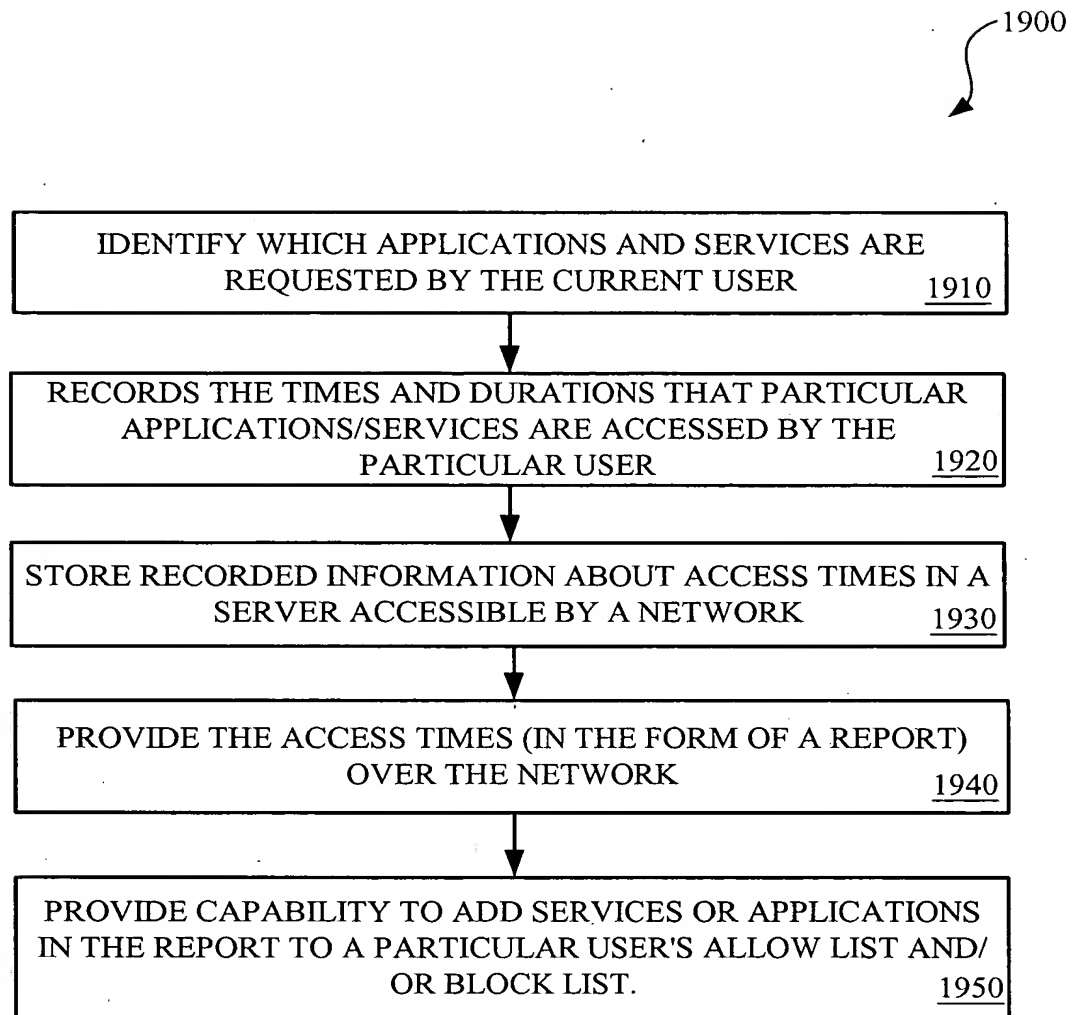 1900
IDENTIFY WHICH APPLICATIONS AND SERVICES ARE
REQUESTED BY THE CURRENT USER
1910
RECORDS THE TIMES AND DURATIONS THAT PARTICULAR
APPLICATIONS/SERVICES ARE ACCESSED BY THE
PARTICULAR USER
1920
STORE RECORDED INFORMATION ABOUT ACCESS TIMES IN A
SERVER ACCESSIBLE BY A NETWORK
1930
PROVIDE THE ACCESS TIMES (IN THE FORM OF A REPORT)
OVER THE NETWORK
1940
PROVIDE CAPABILITY TO ADD SERVICES OR APPLICATIONS
IN THE REPORT TO A PARTICULAR USER'S ALLOW LIST AND/
OR BLOCK LIST.
1950